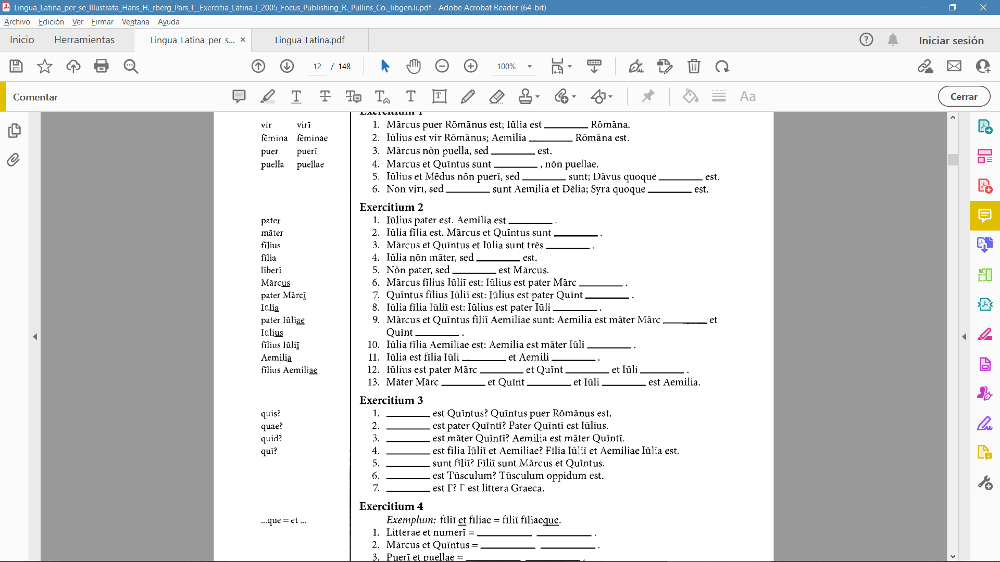 Lingua_Latina_per_se_Illustrata_Hans_H._rberg_Pars_I__Exercitia_Latina_I_2005_Focus_Publishing_R._Pullins_Co._libgen.li.pdf - Adobe Acrobat Reader (64-bit)
Archivo Edición Ver Firmar Ventana Ayuda
Inicio Herramientas Lingua_Latina_per_s... × Lingua_Latina.pdf Iniciar sesión
12 / 148 100%
Comentar Aa Cerrar
Exercitium 1
vir virī
fēmina fēminae
puer puerī
puella puellae
1. Mārcus puer Rōmānus est; Iūlia est ________ Rōmāna.
2. Iūlius est vir Rōmānus; Aemilia ________ Rōmāna est.
3. Mārcus nōn puella, sed ________ est.
4. Mārcus et Quīntus sunt ________ , nōn puellae.
5. Iūlius et Mēdus nōn puerī, sed ________ sunt; Dāvus quoque ________ est.
6. Nōn virī, sed ________ sunt Aemilia et Dēlia; Syra quoque ________ est.
Exercitium 2
pater
māter
fīlius
fīlia
līberī
Mārcus
pater Mārcī
Iūlia
pater Iūliae
Iūlius
fīlius Iūliī
Aemilia
fīlius Aemiliae
1. Iūlius pater est. Aemilia est ________ .
2. Iūlia fīlia est. Mārcus et Quīntus sunt ________ .
3. Mārcus et Quīntus et Iūlia sunt trēs ________ .
4. Iūlia nōn māter, sed ________ est.
5. Nōn pater, sed ________ est Mārcus.
6. Mārcus fīlius Iūliī est: Iūlius est pater Mārc ________ .
7. Quīntus fīlius Iūliī est: Iūlius est pater Quīnt ________ .
8. Iūlia fīlia Iūliī est: Iūlius est pater Iūli ________ .
9. Mārcus et Quīntus fīliī Aemiliae sunt: Aemilia est māter Mārc ________ et
Quīnt ________ .
10. Iūlia fīlia Aemiliae est: Aemilia est māter Iūli ________ .
11. Iūlia est fīlia Iūli ________ et Aemili ________ .
12. Iūlius est pater Mārc ________ et Quīnt ________ et Iūli ________ .
13. Māter Mārc ________ et Quīnt ________ et Iūli ________ est Aemilia.
Exercitium 3
quis?
quae?
quid?
quī?
1. ________ est Quīntus? Quīntus puer Rōmānus est.
2. ________ est pater Quīntī? Pater Quīntī est Iūlius.
3. ________ est māter Quīntī? Aemilia est māter Quīntī.
4. ________ est fīlia Iūliī et Aemiliae? Fīlia Iūliī et Aemiliae Iūlia est.
5. ________ sunt fīliī? Fīliī sunt Mārcus et Quīntus.
6. ________ est Tūsculum? Tūsculum oppidum est.
7. ________ est Γ? Γ est littera Graeca.
Exercitium 4
...que = et ...
Exemplum: fīliī et fīliae = fīliī fīliaeque.
1. Litterae et numerī = ________ ________ .
2. Mārcus et Quīntus = ________ ________ .
3. Puerī et puellae = ________ ________ .